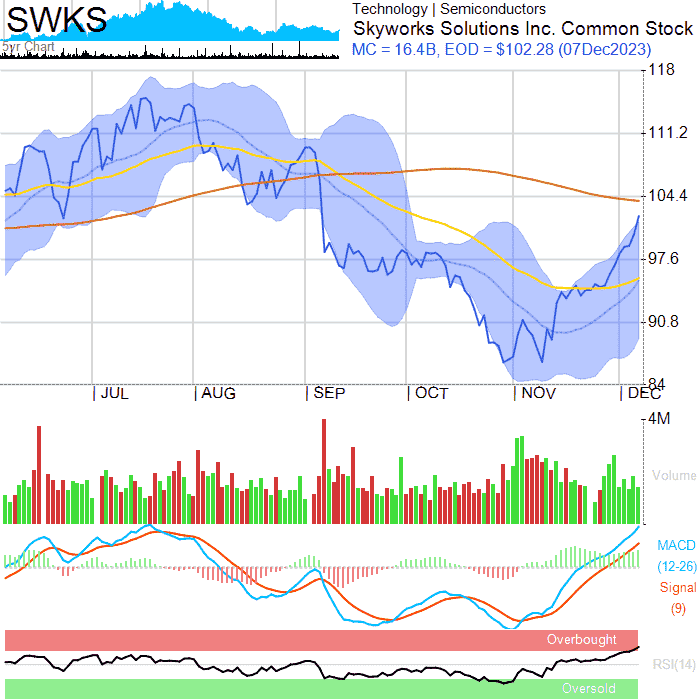 SWKS
5yr Chart
Technology | Semiconductors
Skyworks Solutions Inc. Common Stock
MC = 16.4B, EOD = $102.28 (07Dec2023)
118
111.2
104.4
97.6
90.8
84
JUL
AUG
SEP
OCT
NOV
DEC
4M
Volume
MACD
(12-26)
Signal
(9)
Overbought
RSI(14)
Oversold